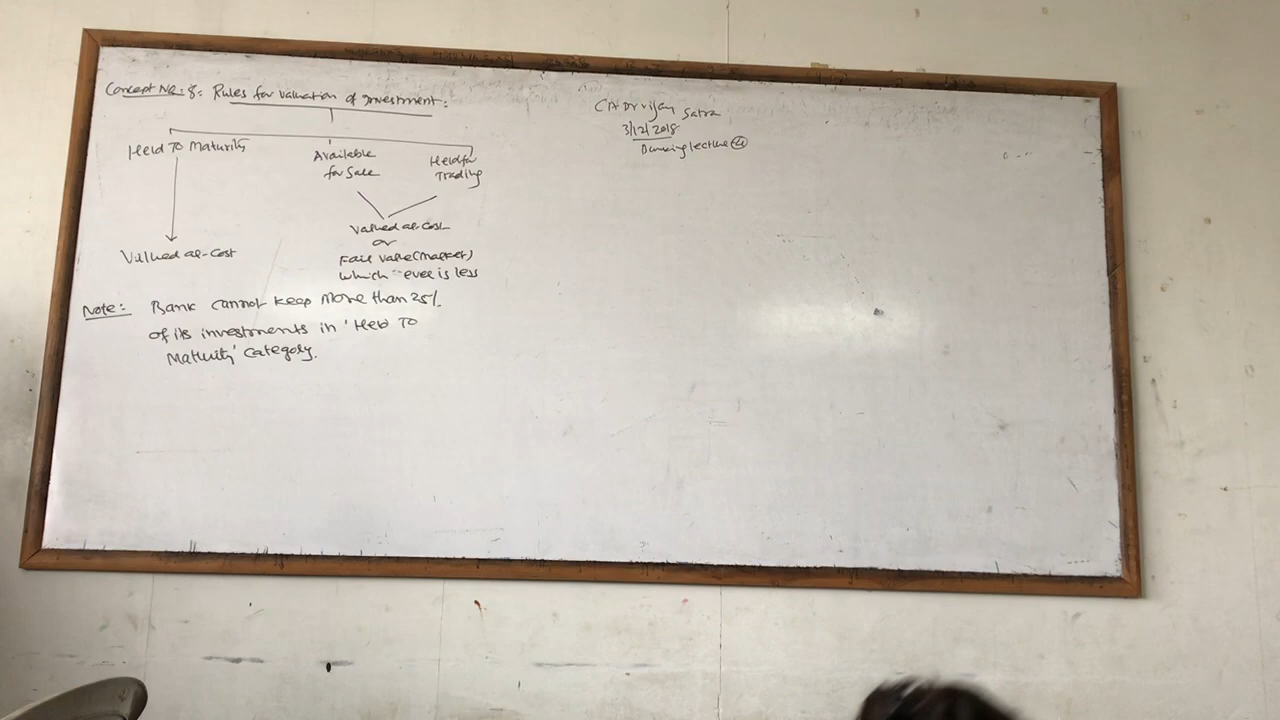 Concept No: 8: Rules for valuation of Investment:
Held To Maturity
Available
for Sale
Held for
Trading
Valued at Cost
Valued at Cost
or
Fair value (market)
which ever is less
Note: Bank cannot keep more than 25%
of its investments in 'Held To
Maturity' category.
CA Dr Vijay Satra
3/12/2018
Banking lecture 4